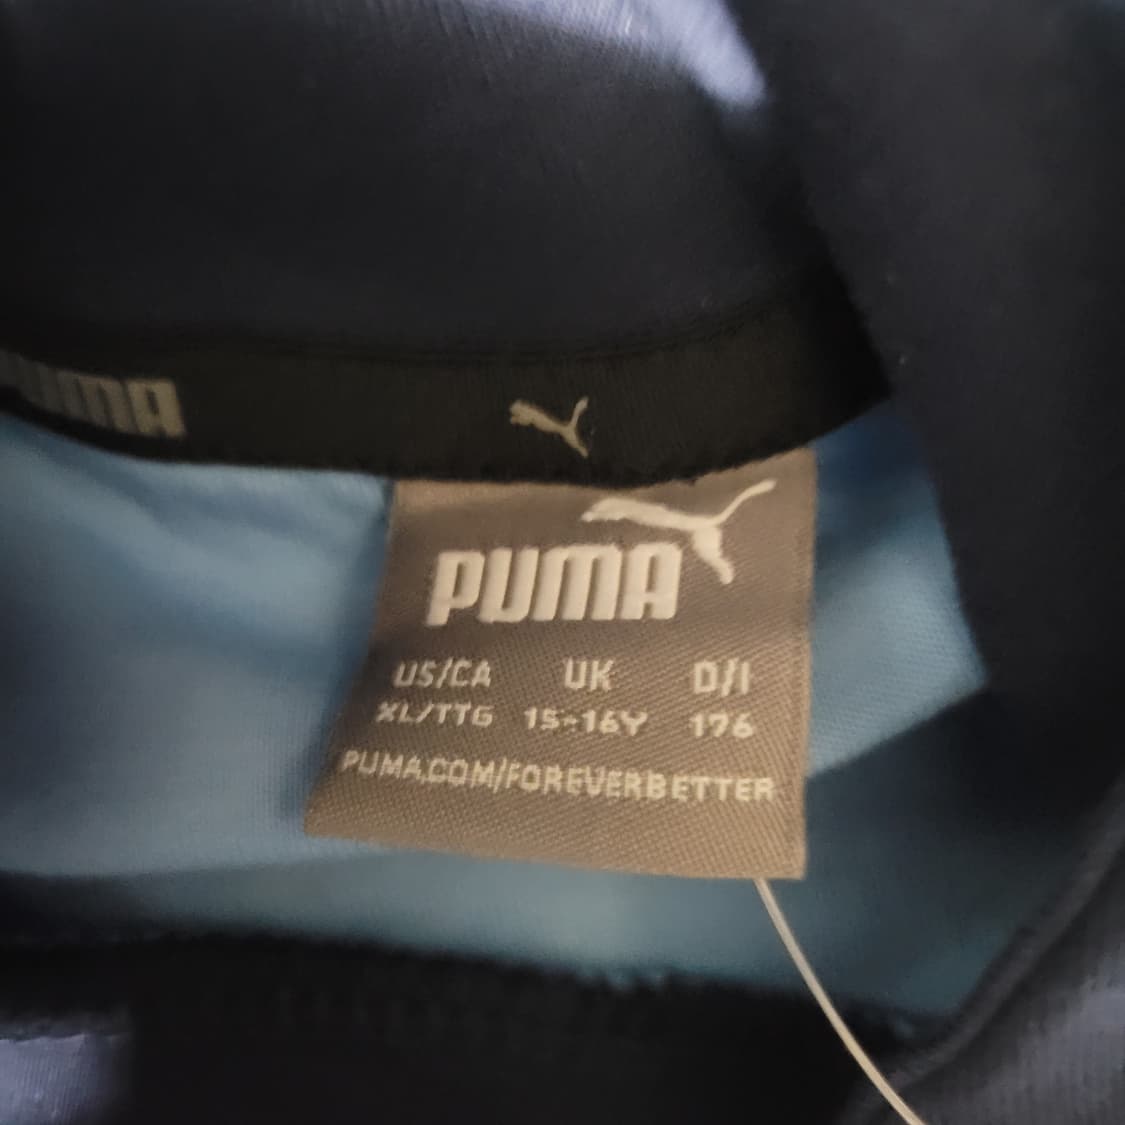 PUMA
PUMA
US/CA UK D/I
XL/TTG 15-16Y 176
PUMA.COM/FOREVERBETTER